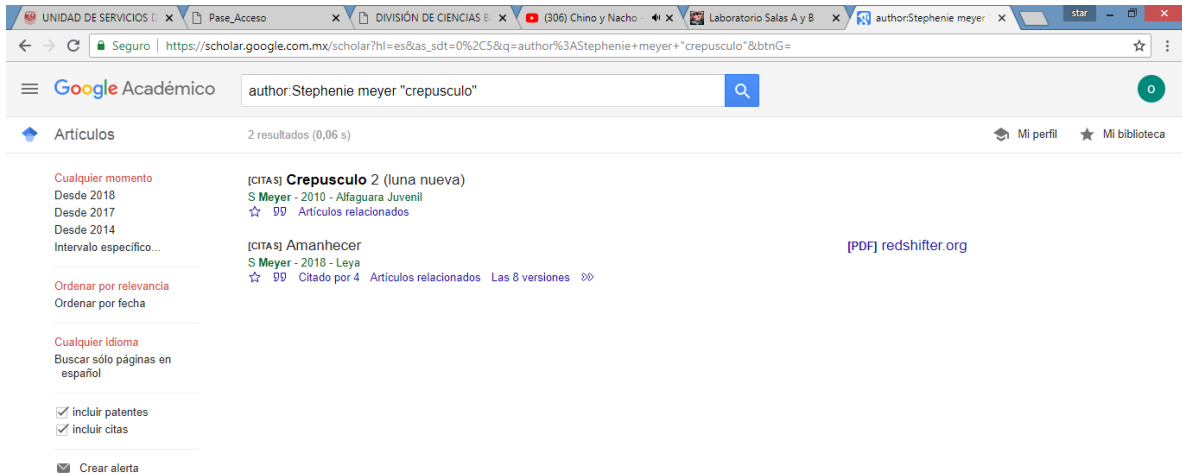 UNIDAD DE SERVICIOS D
Pase_Acceso
DIVISIÓN DE CIENCIAS B
(306) Chino y Nacho -
Laboratorio Salas A y B
author:Stephenie meyer
star
Seguro | https://scholar.google.com.mx/scholar?hl=es&as_sdt=0%2C5&q=author%3AStephenie+meyer+"crepusculo"&btnG=
Google Académico
author:Stephenie meyer "crepusculo"
O
Artículos
2 resultados (0,06 s)
Mi perfil
Mi biblioteca
Cualquier momento
Desde 2018
Desde 2017
Desde 2014
Intervalo específico...
Ordenar por relevancia
Ordenar por fecha
Cualquier idioma
Buscar sólo páginas en
español
incluir patentes
incluir citas
Crear alerta
[CITAS] Crepusculo 2 (luna nueva)
S Meyer - 2010 - Alfaguara Juvenil
Artículos relacionados
[CITAS] Amanhecer
S Meyer - 2018 - Leya
Citado por 4 Artículos relacionados Las 8 versiones
[PDF] redshifter.org